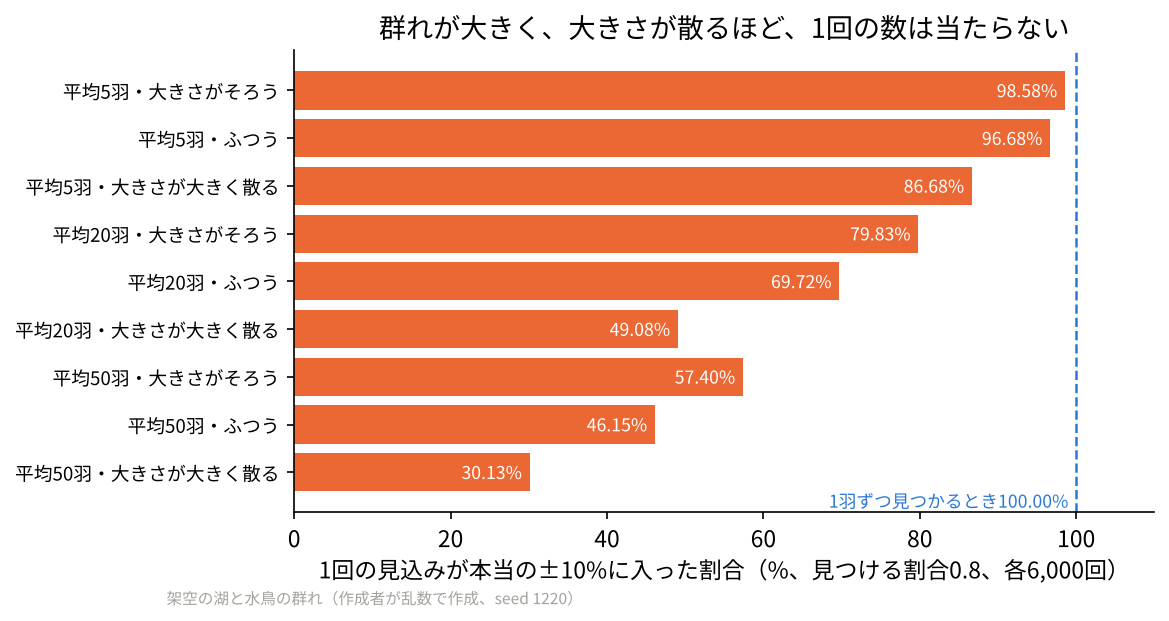 群れが大きく、大きさが散るほど、1回の数は当たらない
平均5羽・大きさがそろう
98.58%
平均5羽・ふつう
96.68%
平均5羽・大きさが大きく散る
86.68%
平均20羽・大きさがそろう
79.83%
平均20羽・ふつう
69.72%
平均20羽・大きさが大きく散る
49.08%
平均50羽・大きさがそろう
57.40%
平均50羽・ふつう
46.15%
平均50羽・大きさが大きく散る
30.13%
1羽ずつ見つかるとき100.00%
0 20 40 60 80 100
1回の見込みが本当の±10%に入った割合（%、見つける割合0.8、各6,000回）
架空の湖と水鳥の群れ（作成者が乱数で作成、seed 1220）